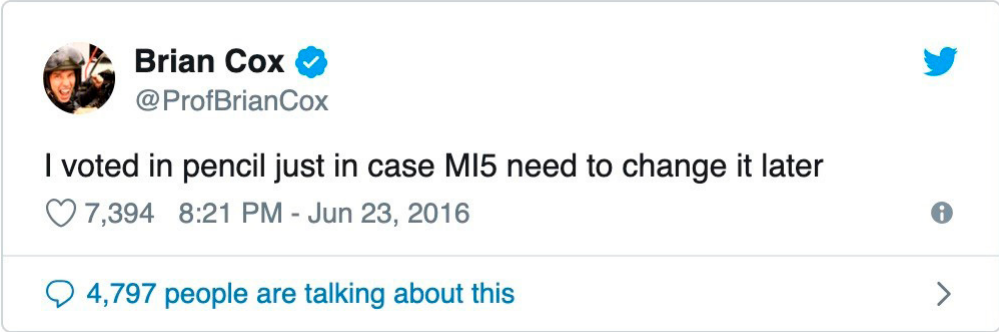 Brian Cox
@ProfBrianCox
I voted in pencil just in case MI5 need to change it later
7,394 8:21 PM - Jun 23, 2016
4,797 people are talking about this